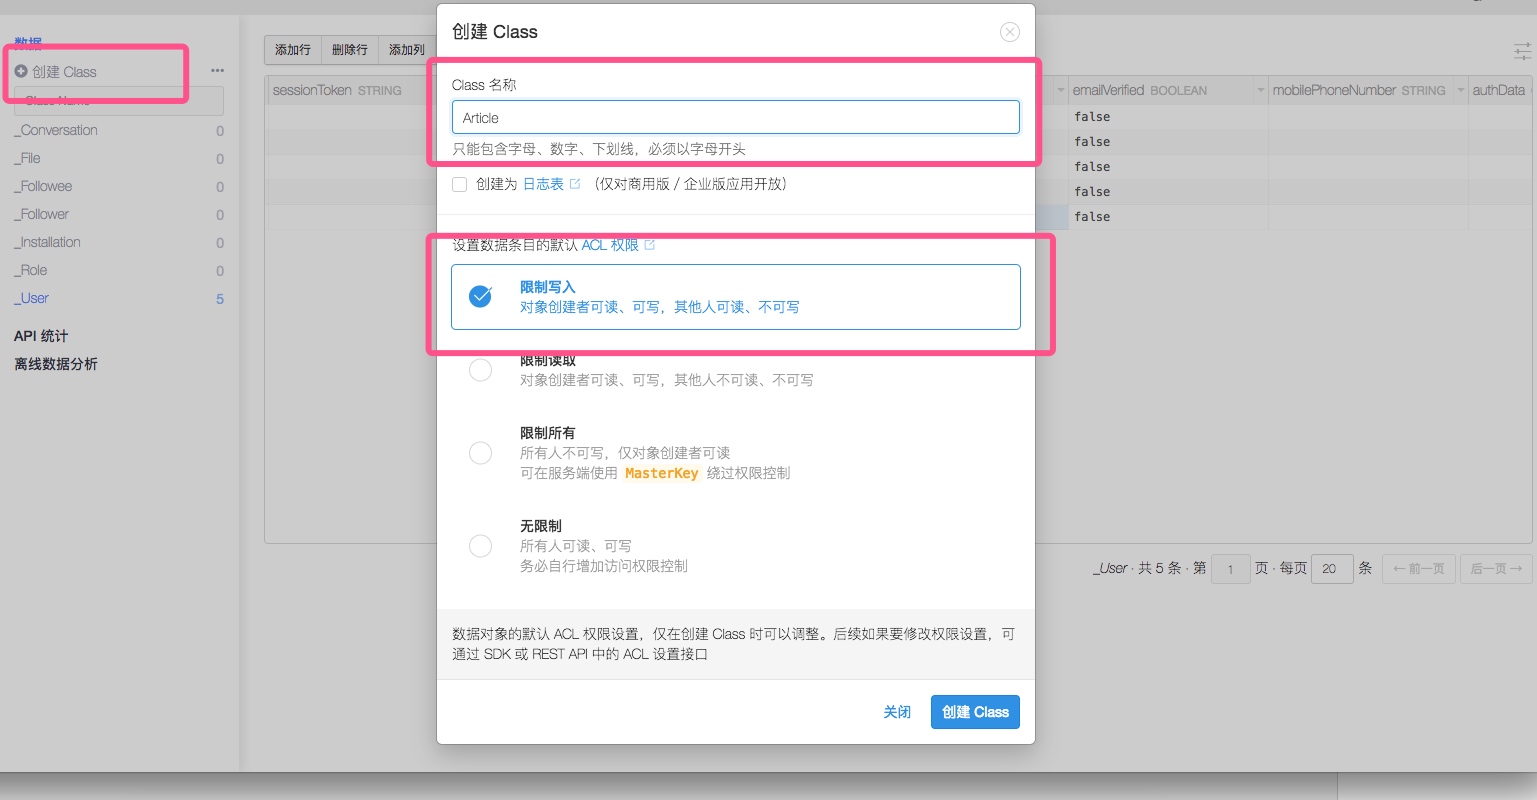 数据
创建 Class
Class Name
_Conversation 0
_File 0
_Followee 0
_Follower 0
_Installation 0
_Role 0
_User 5
API 统计
离线数据分析
添加行 删除行 添加列
sessionToken STRING
emailVerified BOOLEAN mobilePhoneNumber STRING authData
false
false
false
false
false
_User · 共 5 条 · 第 1 页 · 每页 20 条 ←前一页 后一页→
创建 Class
Class 名称
Article
只能包含字母、数字、下划线，必须以字母开头
创建为 日志表 （仅对商用版 / 企业版应用开放）
设置数据条目的默认 ACL 权限
限制写入
对象创建者可读、可写，其他人可读、不可写
限制读取
对象创建者可读、可写，其他人不可读、不可写
限制所有
所有人不可写，仅对象创建者可读
可在服务端使用 MasterKey 绕过权限控制
无限制
所有人可读、可写
务必自行增加访问权限控制
数据对象的默认 ACL 权限设置，仅在创建 Class 时可以调整。后续如果要修改权限设置，可
通过 SDK 或 REST API 中的 ACL 设置接口
关闭 创建 Class